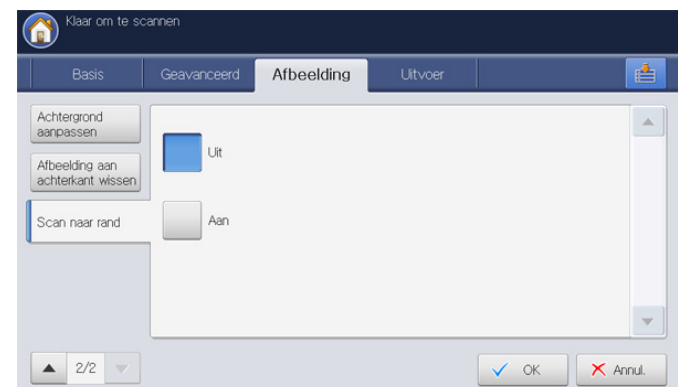 Klaar om te scannen
Basis
Geavanceerd
Afbeelding
Uitvoer
Achtergrond
aanpassen
Afbeelding aan
achterkant wissen
Scan naar rand
Uit
Aan
2/2
OK
Annul.